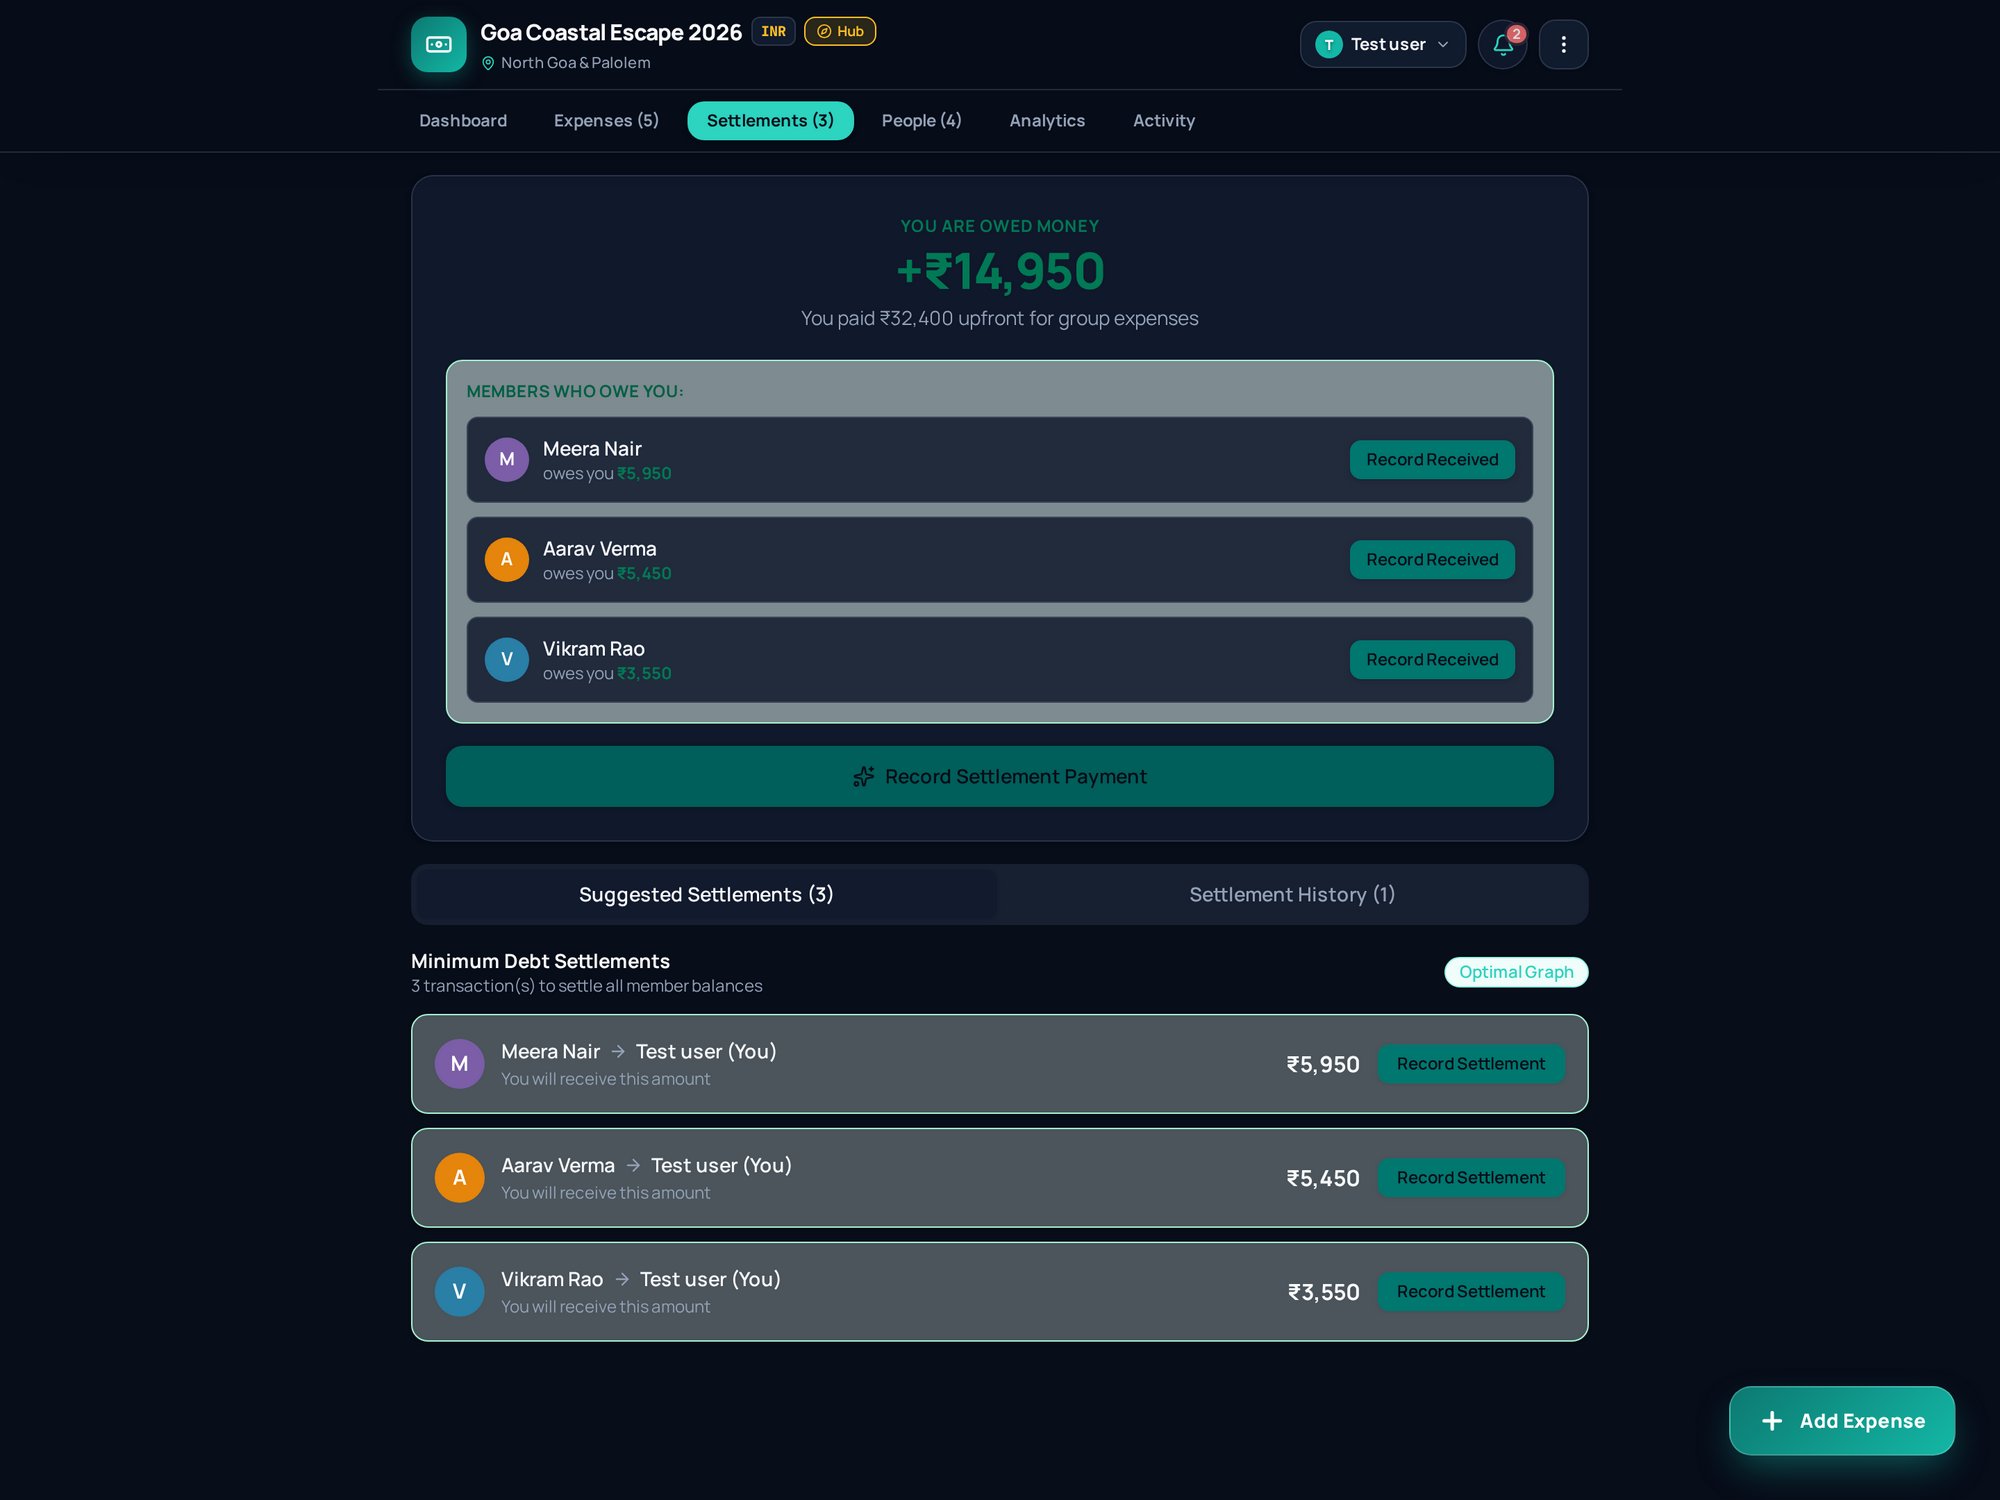 Goa Coastal Escape 2026 INR Hub
North Goa & Palolem
T Test user 2
Dashboard Expenses (5) Settlements (3) People (4) Analytics Activity
YOU ARE OWED MONEY
+₹14,950
You paid ₹32,400 upfront for group expenses
MEMBERS WHO OWE YOU:
M Meera Nair
owes you ₹5,950
Record Received
A Aarav Verma
owes you ₹5,450
Record Received
V Vikram Rao
owes you ₹3,550
Record Received
Record Settlement Payment
Suggested Settlements (3) Settlement History (1)
Minimum Debt Settlements
3 transaction(s) to settle all member balances
Optimal Graph
M Meera Nair → Test user (You)
You will receive this amount
₹5,950 Record Settlement
A Aarav Verma → Test user (You)
You will receive this amount
₹5,450 Record Settlement
V Vikram Rao → Test user (You)
You will receive this amount
₹3,550 Record Settlement
+ Add Expense